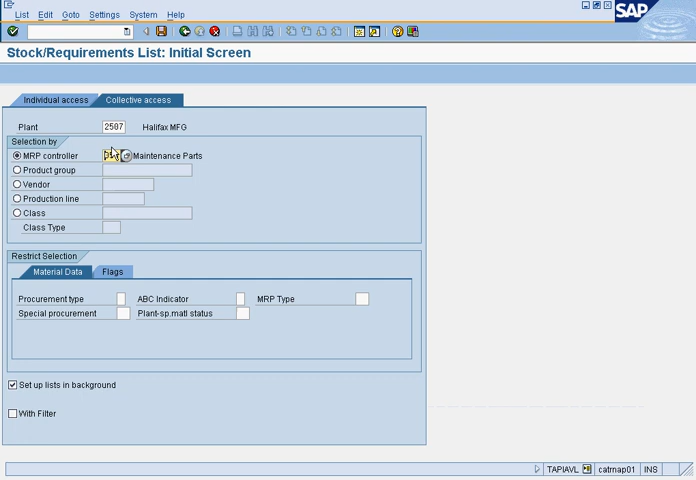 List Edit Goto Settings System Help
SAP
Stock/Requirements List: Initial Screen
Individual access Collective access
Plant 2507 Halifax MFG
Selection by
MRP controller Maintenance Parts
Product group
Vendor
Production line
Class
Class Type
Restrict Selection
Material Data Flags
Procurement type ABC Indicator MRP Type
Special procurement Plant-sp.matl status
Set up lists in background
With Filter
TAPIAVL catrnap01 INS